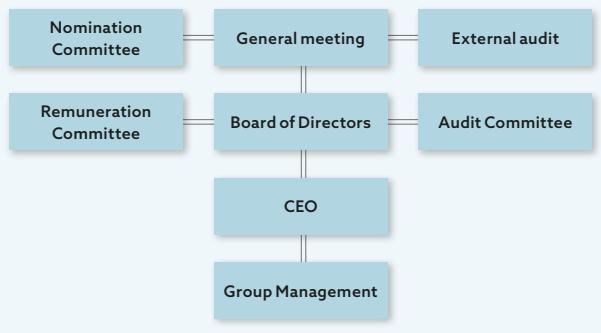 Nomination
Committee
General meeting
External audit
Remuneration
Committee
Board of Directors
Audit Committee
CEO
Group Management